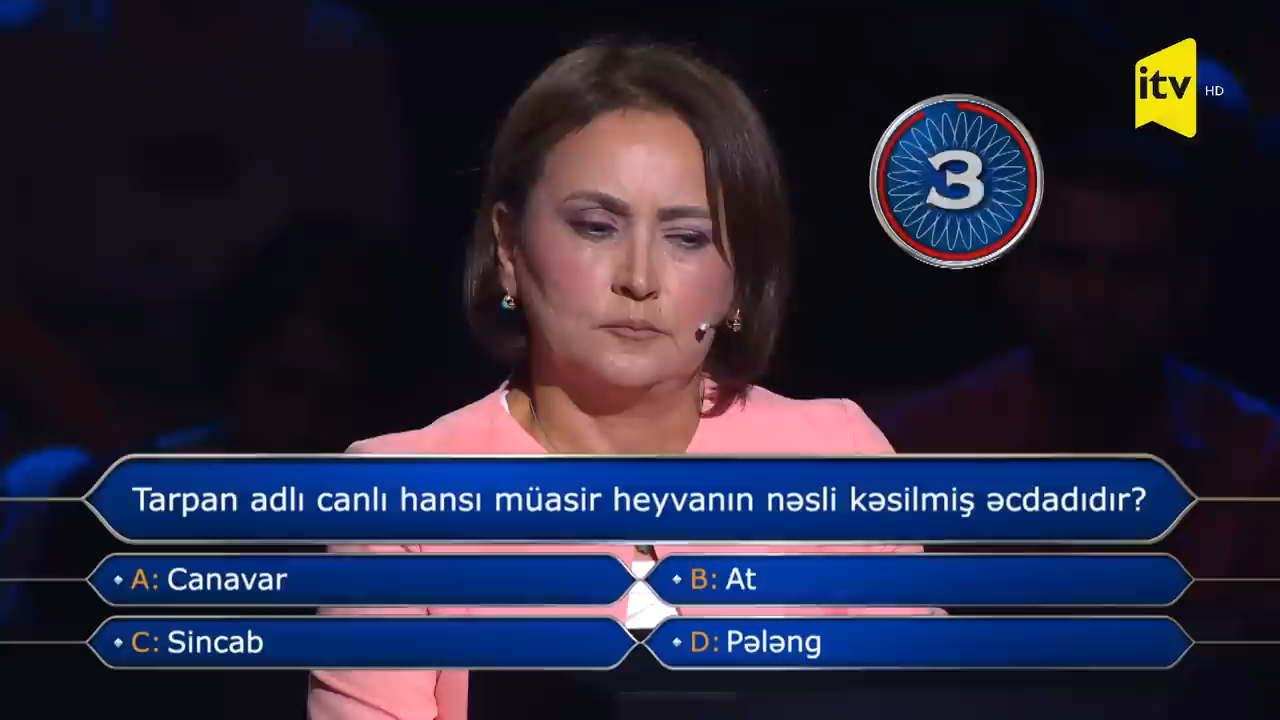 itv HD
3
Tarpan adlı canlı hansı müasir heyvanın nəsli kəsilmiş əcdadıdır?
A: Canavar
B: At
C: Sincab
D: Pələng